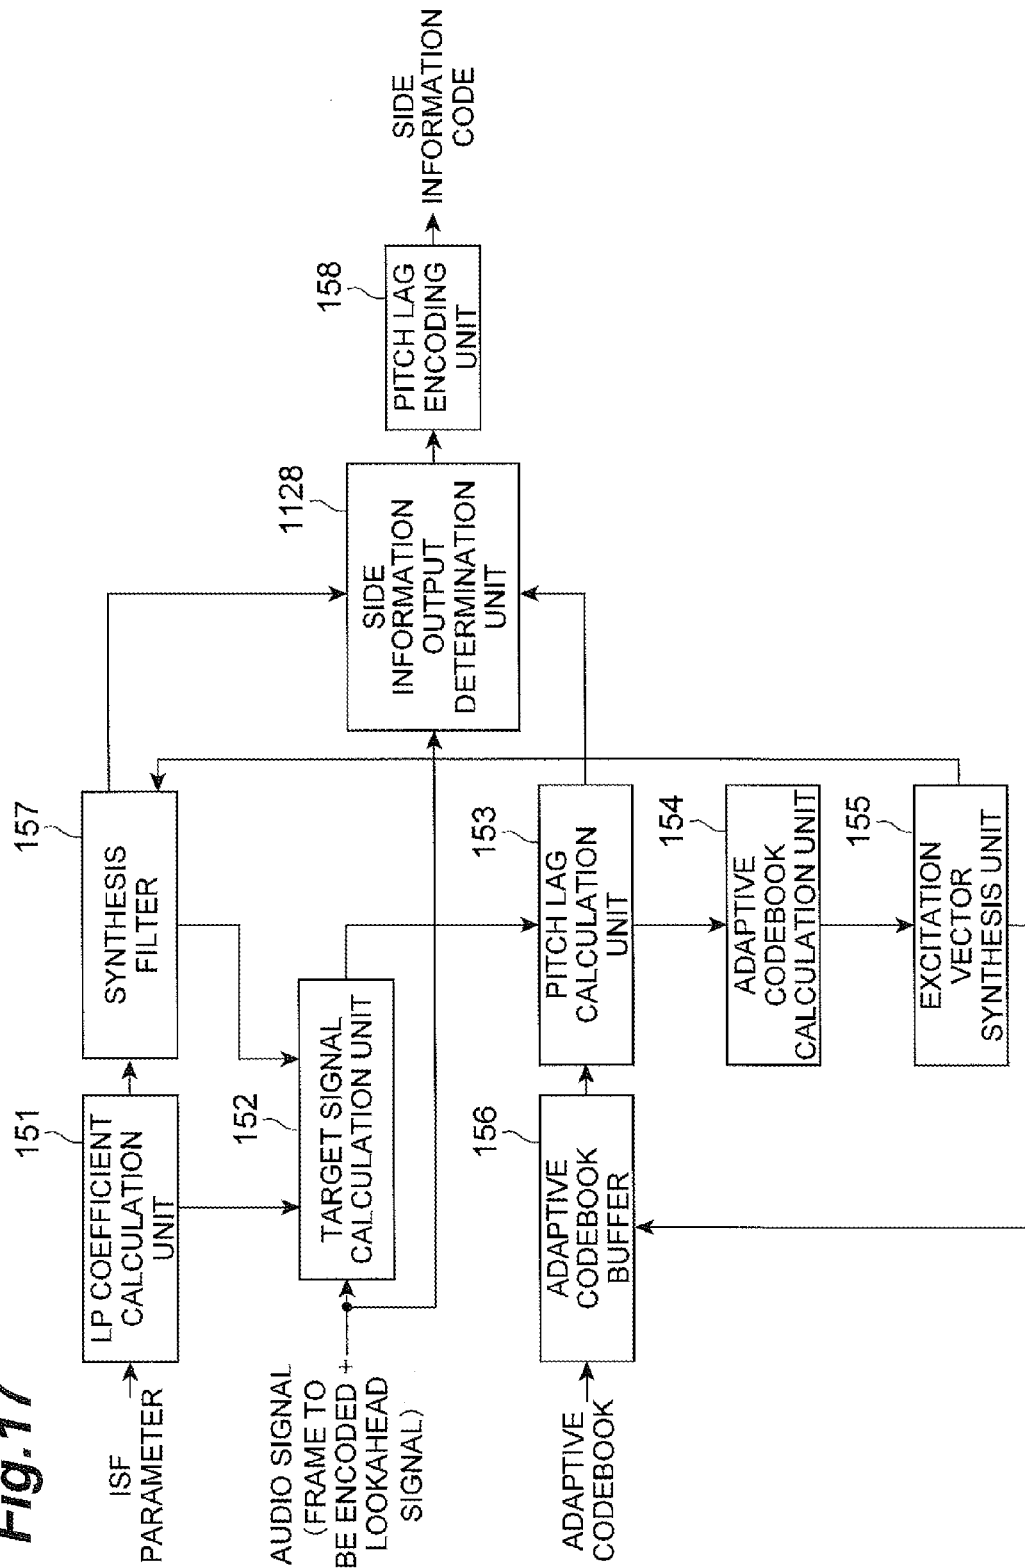 Fig.17
ISF
PARAMETER
151
LP COEFFICIENT
CALCULATION
UNIT
157
SYNTHESIS
FILTER
AUDIO SIGNAL
(FRAME TO
BE ENCODED +
LOOKAHEAD
SIGNAL)
152
TARGET SIGNAL
CALCULATION UNIT
1128
SIDE
INFORMATION
OUTPUT
DETERMINATION
UNIT
158
PITCH LAG
ENCODING
UNIT
SIDE
INFORMATION
CODE
ADAPTIVE
CODEBOOK
156
ADAPTIVE
CODEBOOK
BUFFER
153
PITCH LAG
CALCULATION
UNIT
154
ADAPTIVE
CODEBOOK
CALCULATION UNIT
155
EXCITATION
VECTOR
SYNTHESIS UNIT